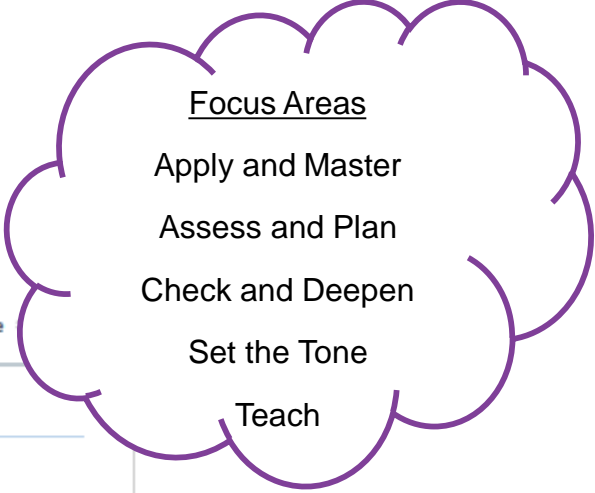 Focus Areas
Apply and Master
Assess and Plan
Check and Deepen
Set the Tone
Teach